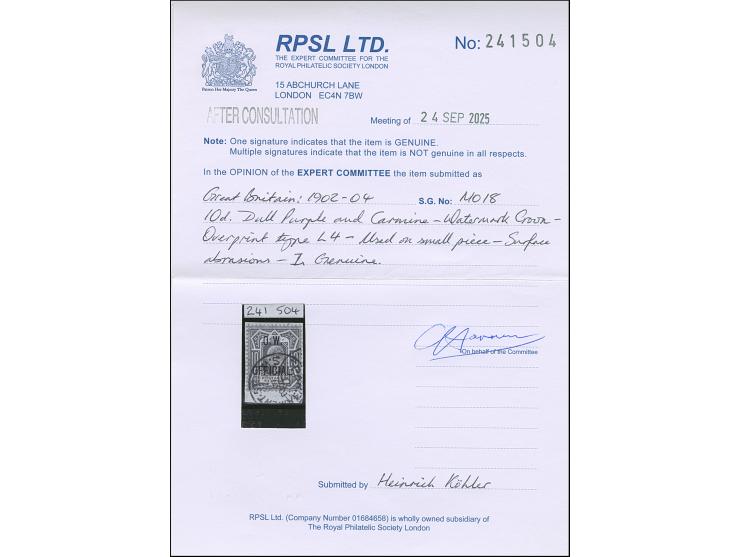 RPSL LTD.
THE EXPERT COMMITTEE FOR THE
ROYAL PHILATELIC SOCIETY LONDON
No: 241504
Patron Her Majesty The Queen
15 ABCHURCH LANE
LONDON EC4N 7BW
AFTER CONSULTATION
Meeting of 24 SEP 2025
Note: One signature indicates that the item is GENUINE.
Multiple signatures indicate that the item is NOT genuine in all respects.
In the OPINION of the EXPERT COMMITTEE the item submitted as
Great Britain: 1902-04 S.G. No: MO18
10d. Dull Purple and Carmine - Watermark Crown -
Overprint type L4 - Used on small piece - Surface
abrasions - Is Genuine.
241 504
O.W.
OFFICIAL
On behalf of the Committee
Submitted by Heinrich Köhler
RPSL Ltd. (Company Number 01684658) is wholly owned subsidiary of
The Royal Philatelic Society London